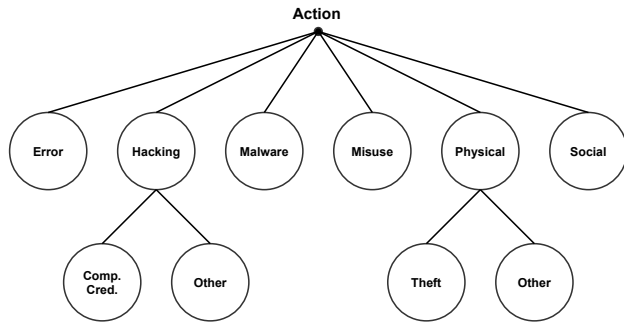 Action
Error
Hacking
Malware
Misuse
Physical
Social
Comp.
Cred.
Other
Theft
Other